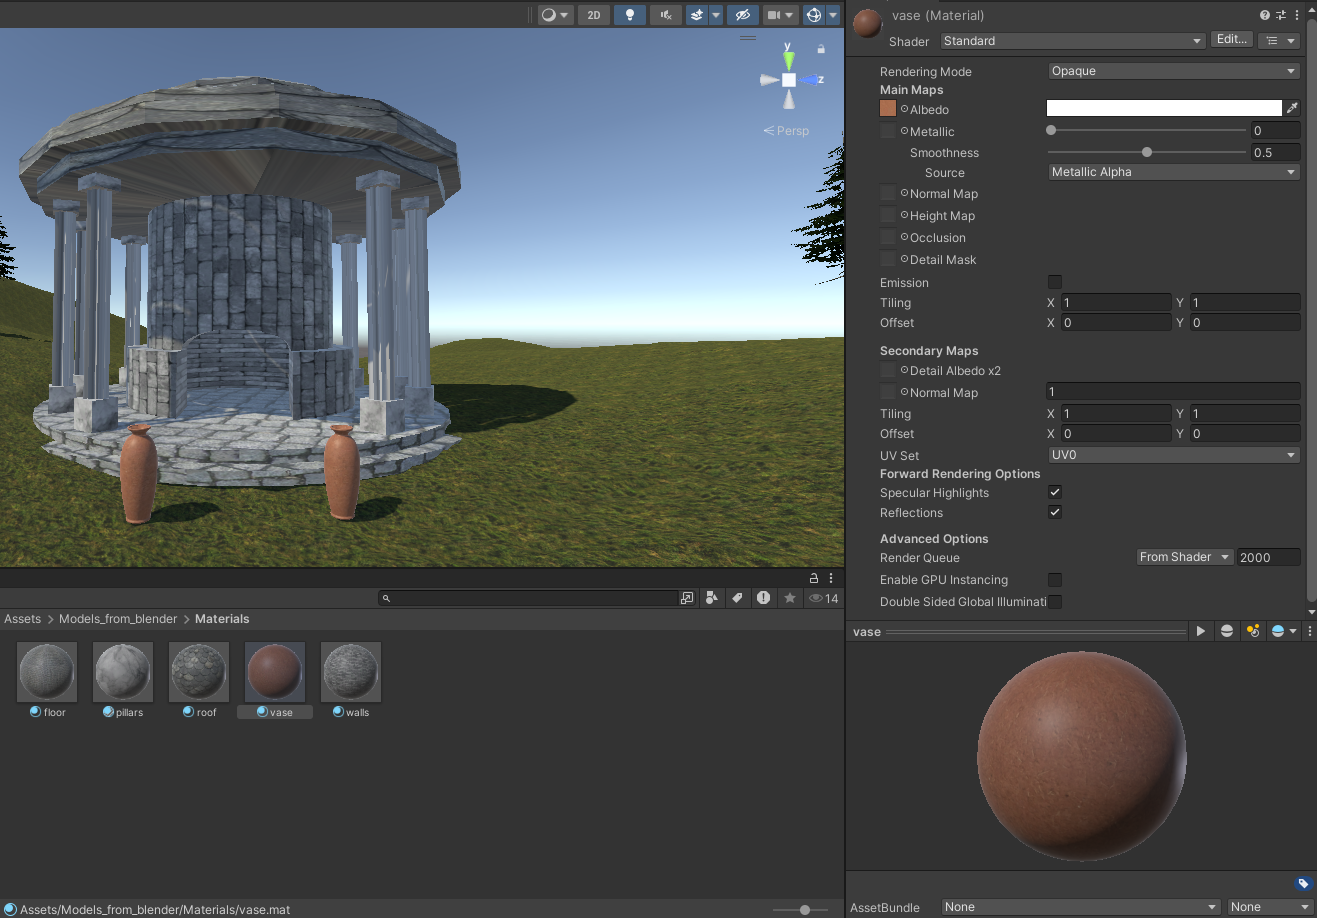 2D
y
z
Persp
14
Assets > Models_from_blender > Materials
floor
pillars
roof
vase
walls
Assets/Models_from_blender/Materials/vase.mat
vase (Material)
Shader Standard Edit...
Rendering Mode Opaque
Main Maps
Albedo
Metallic 0
Smoothness 0.5
Source Metallic Alpha
Normal Map
Height Map
Occlusion
Detail Mask
Emission
Tiling X 1 Y 1
Offset X 0 Y 0
Secondary Maps
Detail Albedo x2
Normal Map 1
Tiling X 1 Y 1
Offset X 0 Y 0
UV Set UV0
Forward Rendering Options
Specular Highlights
Reflections
Advanced Options
Render Queue From Shader 2000
Enable GPU Instancing
Double Sided Global Illuminati
vase
AssetBundle None None